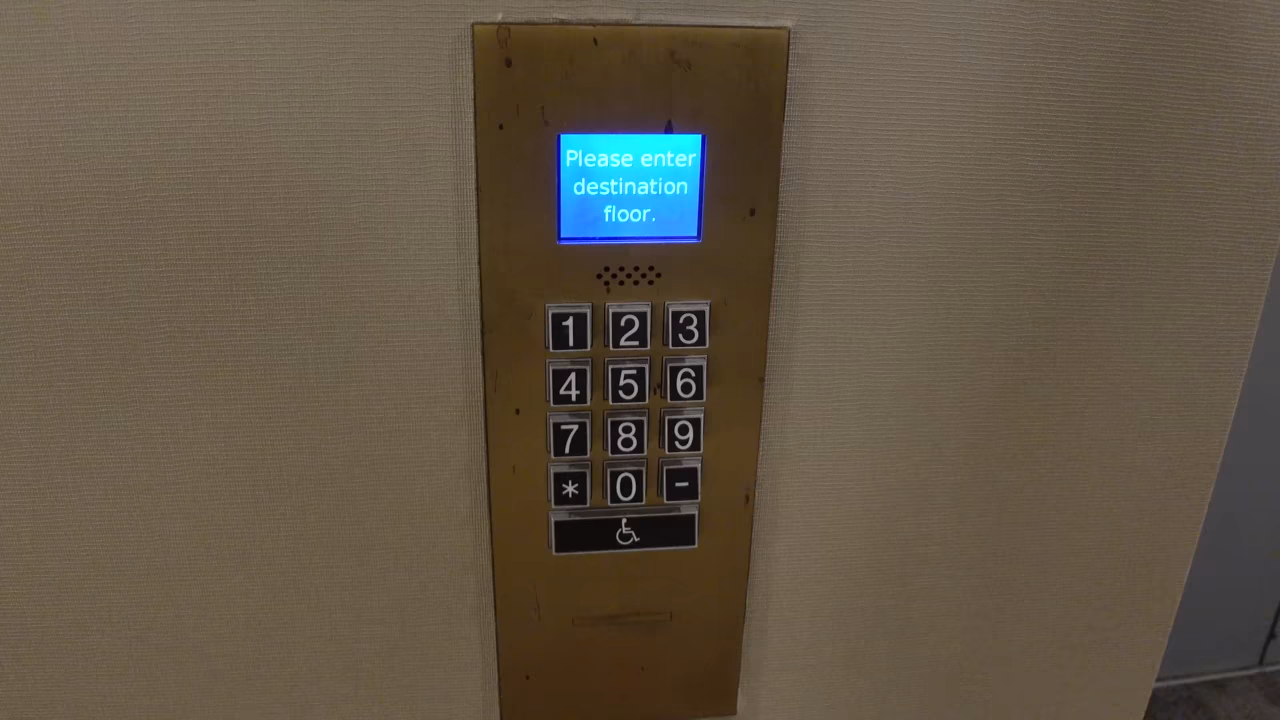 Please enter
destination
floor.
1 2 3
4 5 6
7 8 9
* 0 -